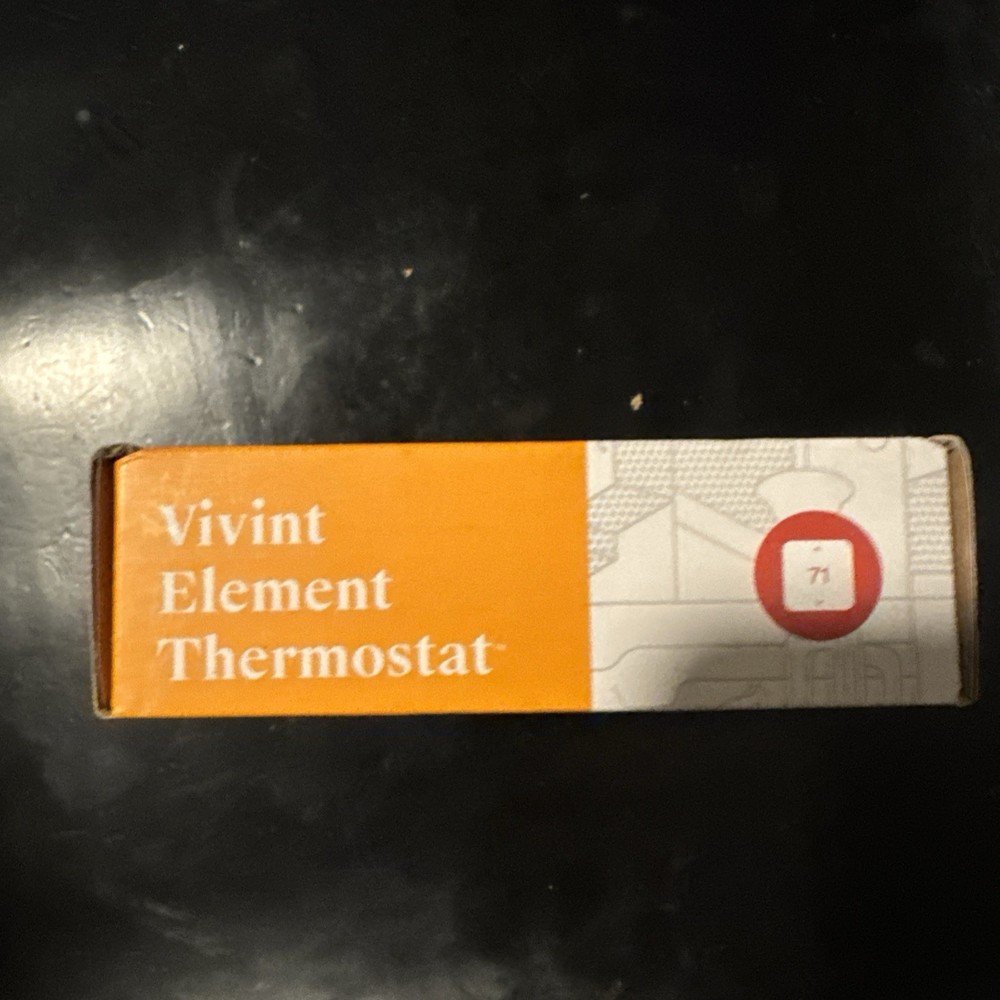 Vivint
Element
Thermostat™
71